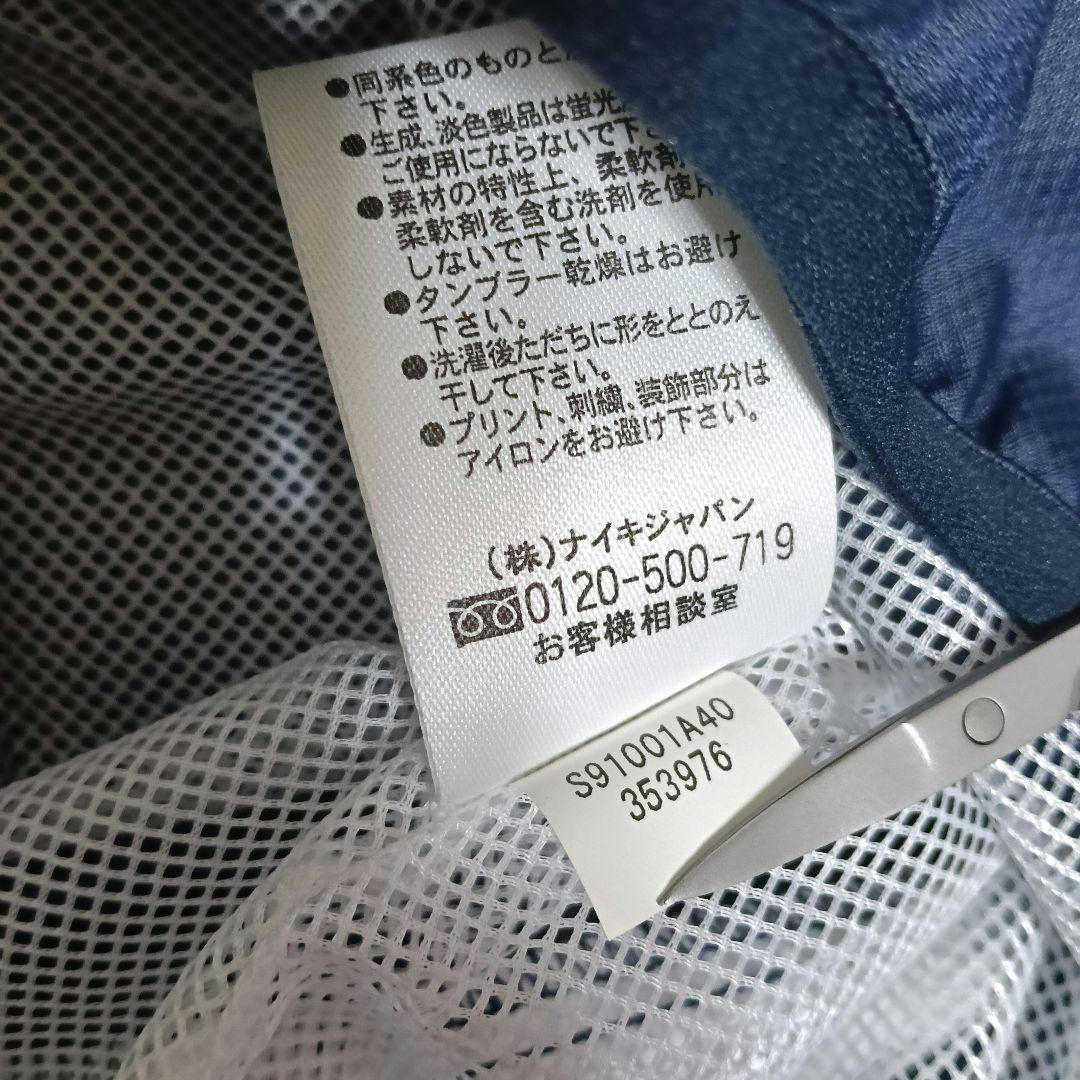 ●同系色のものと
下さい。
●生成、淡色製品は蛍光
ご使用にならないで下さ
●素材の特性上、柔軟剤
柔軟剤を含む洗剤を使用
しないで下さい。
●タンブラー乾燥はお避け
下さい。
●洗濯後ただちに形をととのえ
干して下さい。
●プリント、刺繍、装飾部分は
アイロンをお避け下さい。
(株)ナイキジャパン
0120-500-719
お客様相談室
S91001A40
353976